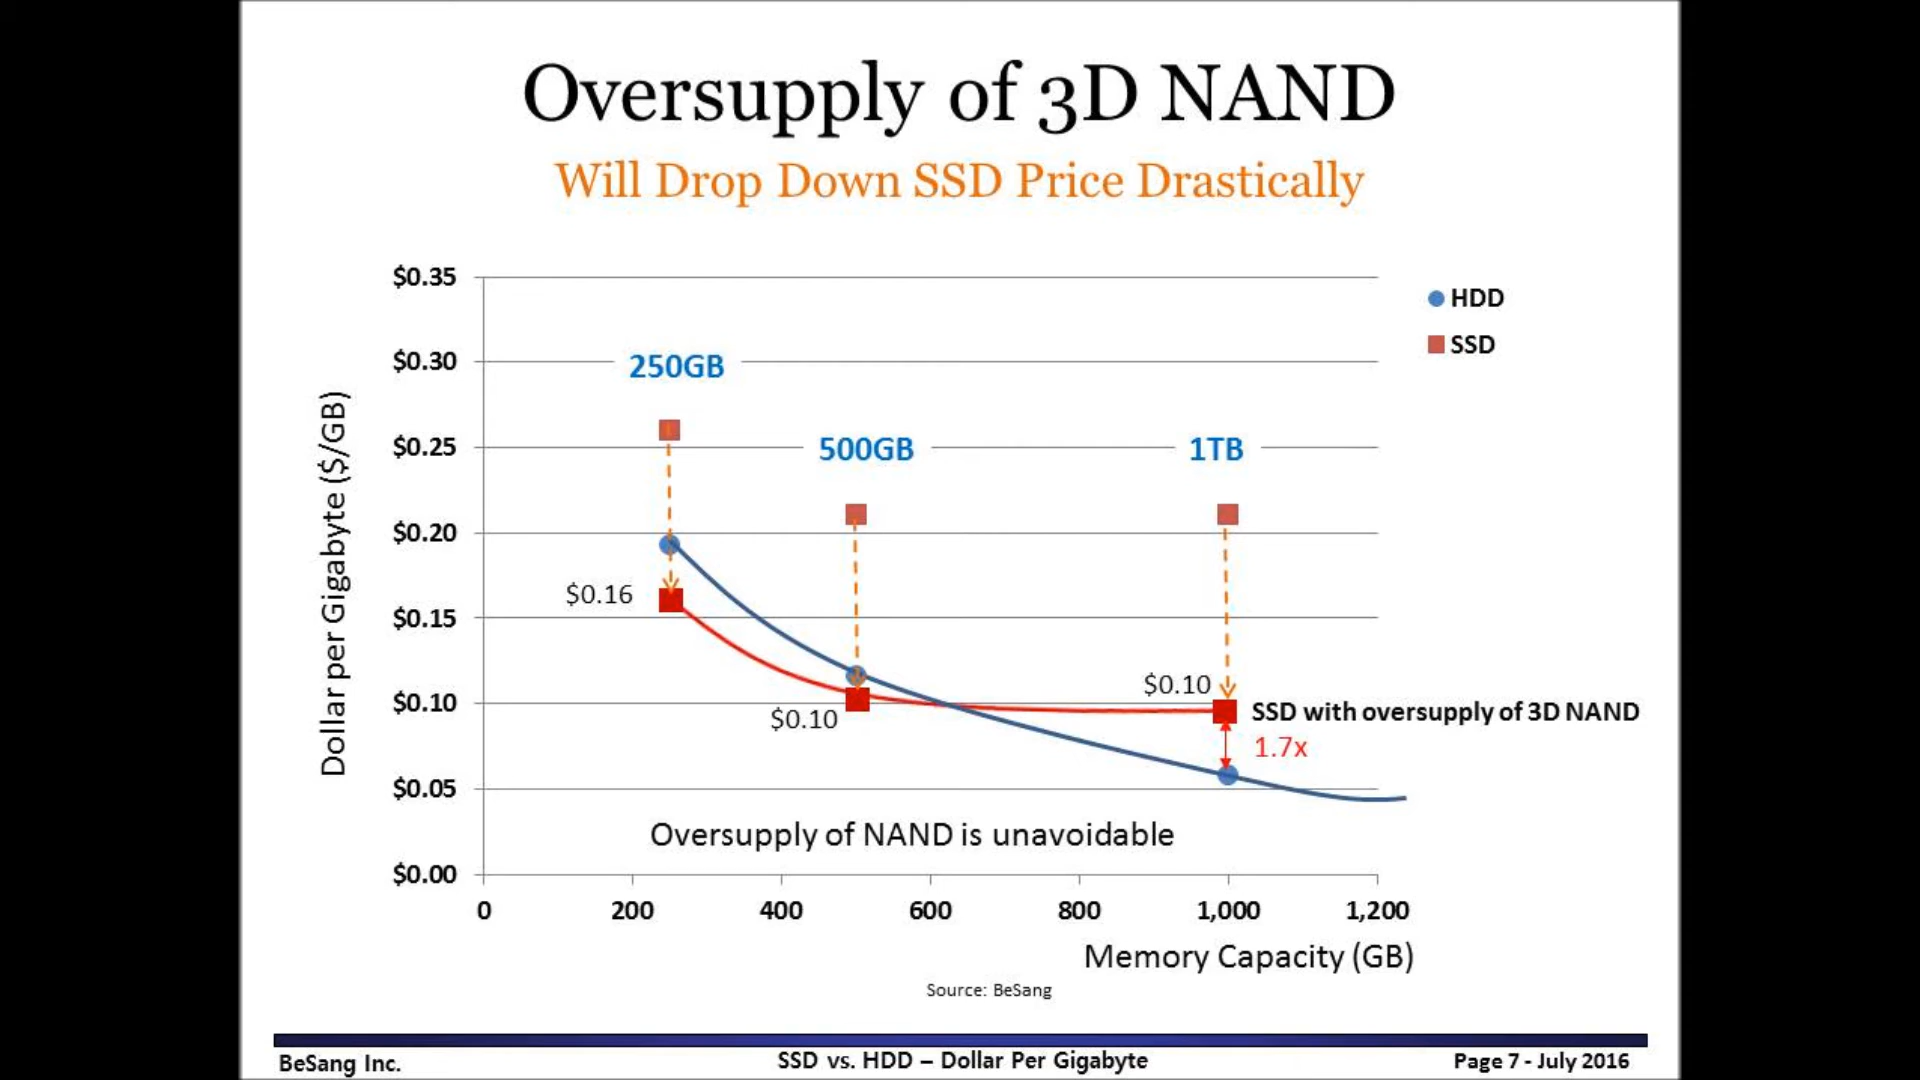 Oversupply of 3D NAND
Will Drop Down SSD Price Drastically
$0.35
$0.30
$0.25
$0.20
$0.15
$0.10
$0.05
$0.00
Dollar per Gigabyte ($/GB)
250GB
500GB
1TB
HDD
SSD
$0.16
$0.10
$0.10
SSD with oversupply of 3D NAND
1.7x
Oversupply of NAND is unavoidable
0 200 400 600 800 1,000 1,200
Memory Capacity (GB)
Source: BeSang
BeSang Inc. SSD vs. HDD – Dollar Per Gigabyte Page 7 - July 2016